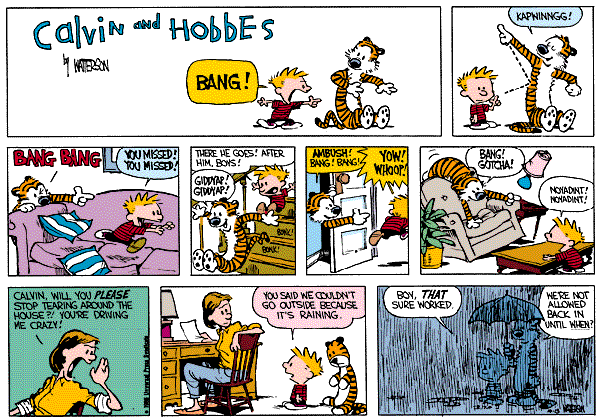 Calvin and HObbEs
by WATTERSON
BANG!
KAPWINNGG!
BANG BANG
YOU MISSED!
YOU MISSED!
THERE HE GOES! AFTER
HIM, BOYS!
GIDDYAP!
GIDDYAP!
BONK!
BONK!
AMBUSH!
BANG! BANG!
YOW!
WHOOP!
BANG!
GOTCHA!
NOYADINT!
NOYADINT!
CALVIN, WILL YOU PLEASE
STOP TEARING AROUND THE
HOUSE?! YOU'RE DRIVING
ME CRAZY!
YOU SAID WE COULDN'T
GO OUTSIDE BECAUSE
IT'S RAINING.
BOY, THAT
SURE WORKED.
WE'RE NOT
ALLOWED
BACK IN
UNTIL WHEN?